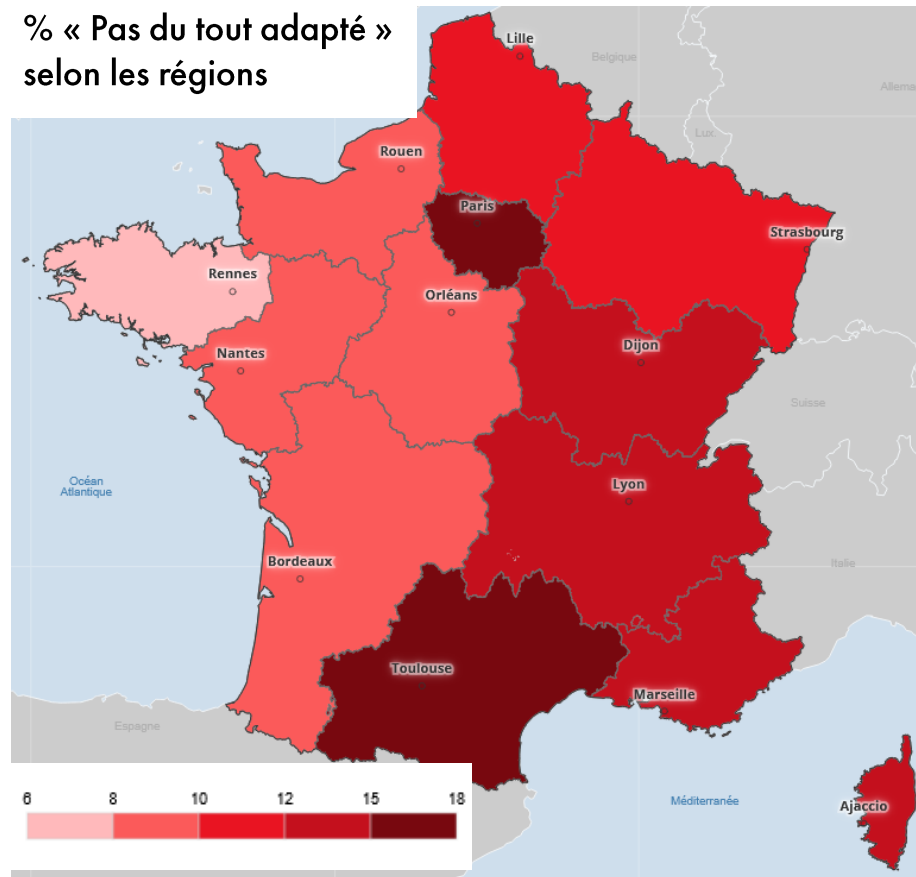 % « Pas du tout adapté »
selon les régions
Lille
Belgique
Allema
Lux.
Rouen
Paris
Strasbourg
Rennes
Orléans
Nantes
Dijon
Suisse
Océan
Atlantique
Lyon
Bordeaux
Italie
Toulouse
Marseille
Espagne
6 8 10 12 15 18
Méditerranée
Ajaccio